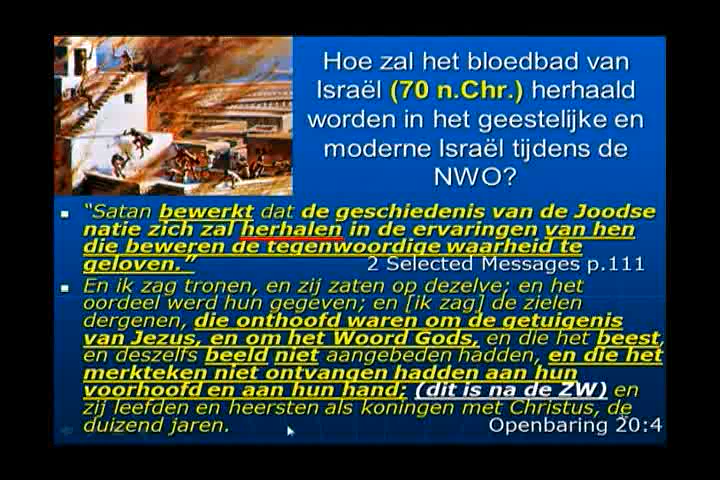 Hoe zal het bloedbad van
Israël (70 n.Chr.) herhaald
worden in het geestelijke en
moderne Israël tijdens de
NWO?
"Satan bewerkt dat de geschiedenis van de Joodse
natie zich zal herhalen in de ervaringen van hen
die beweren de tegenwoordige waarheid te
geloven." 2 Selected Messages p.111
En ik zag tronen, en zij zaten op dezelve; en het
oordeel werd hun gegeven; en [ik zag] de zielen
dergenen, die onthoofd waren om de getuigenis
van Jezus, en om het Woord Gods, en die het beest,
en deszelfs beeld niet aangebeden hadden, en die het
merkteken niet ontvangen hadden aan hun
voorhoofd en aan hun hand; (dit is na de ZW) en
zij leefden en heersten als koningen met Christus, de
duizend jaren. Openbaring 20:4